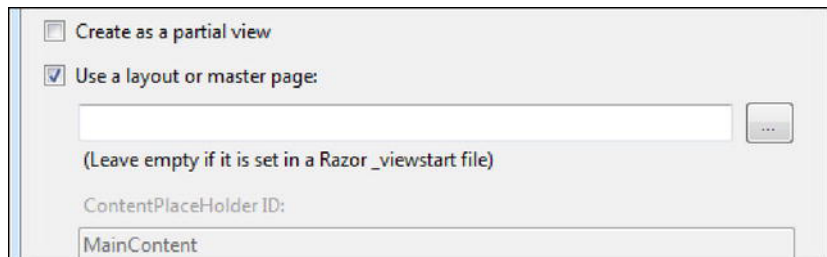 Create as a partial view
Use a layout or master page:
...
(Leave empty if it is set in a Razor _viewstart file)
ContentPlaceHolder ID:
MainContent